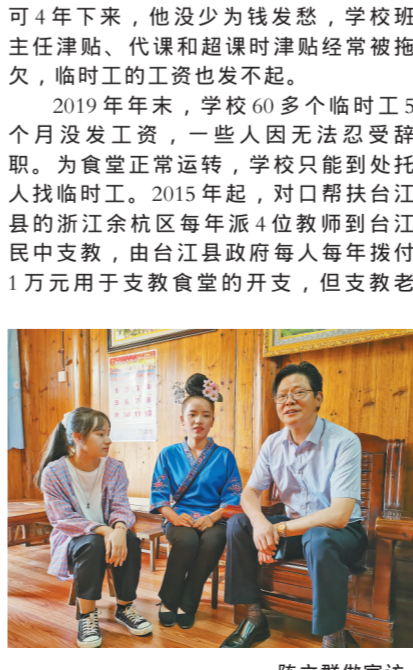 可4年下来，他没少为钱发愁，学校班
主任津贴、代课和超课时津贴经常被拖
欠，临时工的工资也发不起。
2019年年末，学校60多个临时工5
个月没发工资，一些人因无法忍受辞
职。为食堂正常运转，学校只能到处托
人找临时工。2015年起，对口帮扶台江
县的浙江余杭区每年派4位教师到台江
民中支教，由台江县政府每人每年拨付
1万元用于支教食堂的开支，但支教老